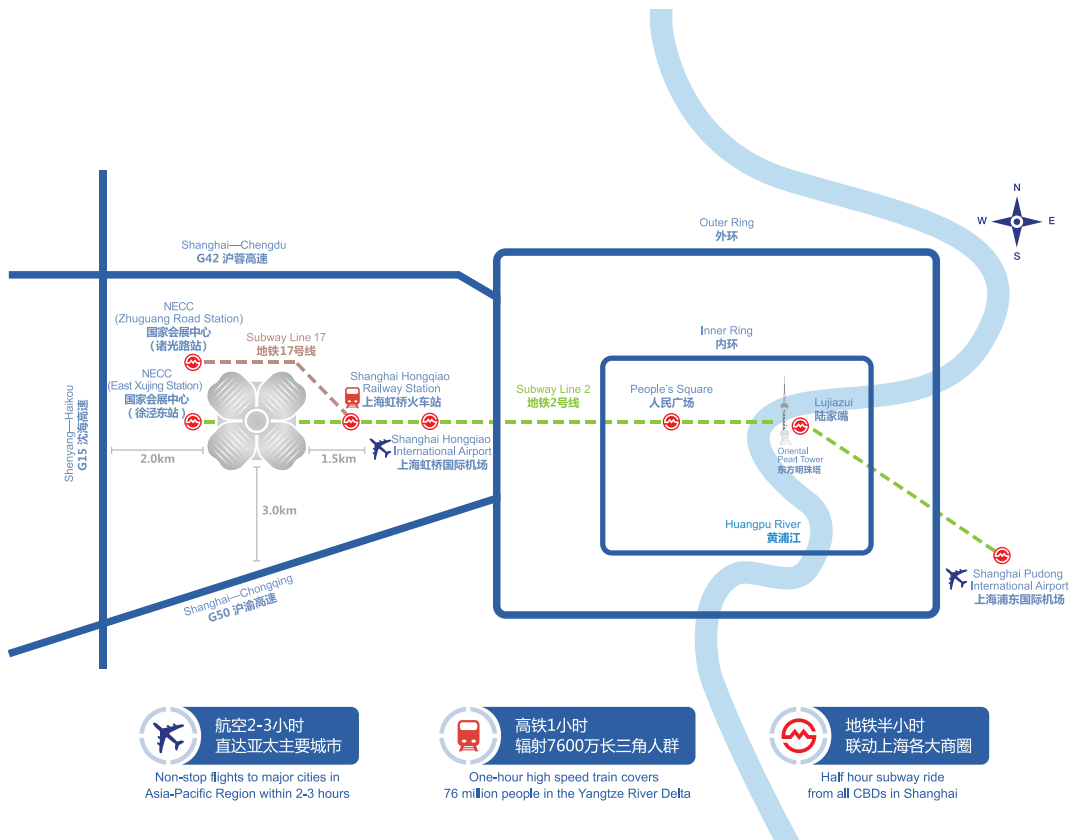 N
W
E
S
Outer Ring
外环
Shanghai—Chengdu
G42 沪蓉高速
NECC
(Zhuguang Road Station)
国家会展中心
（诸光路站）
Subway Line 17
地铁17号线
Inner Ring
内环
NECC
(East Xujing Station)
国家会展中心
（徐泾东站）
Shanghai Hongqiao
Railway Station
上海虹桥火车站
Subway Line 2
地铁2号线
People's Square
人民广场
Lujiazui
陆家嘴
Shenyang—Haikou
G15 沈海高速
2.0km
1.5km
Shanghai Hongqiao
International Airport
上海虹桥国际机场
Oriental
Pearl Tower
东方明珠塔
3.0km
Huangpu River
黄浦江
Shanghai—Chongqing
G50 沪渝高速
Shanghai Pudong
International Airport
上海浦东国际机场
航空2-3小时
直达亚太主要城市
Non-stop flights to major cities in
Asia-Pacific Region within 2-3 hours
高铁1小时
辐射7600万长三角人群
One-hour high speed train covers
76 million people in the Yangtze River Delta
地铁半小时
联动上海各大商圈
Half hour subway ride
from all CBDs in Shanghai